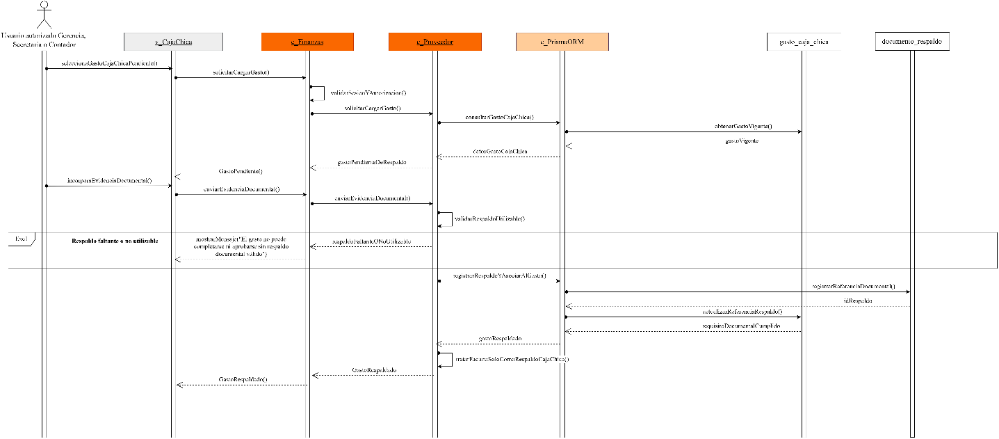 Usuario autorizado Gerencia,
Secretaria o Contador
v_CajaChica
c_Finanzas
c_Proveedor
c_PrismaORM
gasto_caja_chica
documento_respaldo
seleccionaGastoCajaChicaPendiente()
solicitarCargarGasto()
validarSesionYAutorizacion()
solicitarCargarGasto()
consultarGastoCajaChica()
obtenerGastoVigente()
gastoVigente
datosGastoCajaChica
gastoPendienteDeRespaldo
GastoPendiente()
incorporaEvidenciaDocumental()
enviarEvidenciaDocumental()
enviarEvidenciaDocumental()
validarRespaldoUtilizable()
Exc1
Respaldo faltante o no utilizable
mostrarMensaje("El gasto no puede
completarse ni aprobarse sin respaldo
documental válido")
respaldoFaltanteONoUtilizable
registrarRespaldoYAsociarAlGasto()
registrarReferenciaDocumental()
idRespaldo
actualizarReferenciaRespaldo()
requisitoDocumentalCumplido
gastoRespaldado
tratarFacturaSoloComoRespaldoCajaChica()
GastoRespaldado
GastoRespaldado()